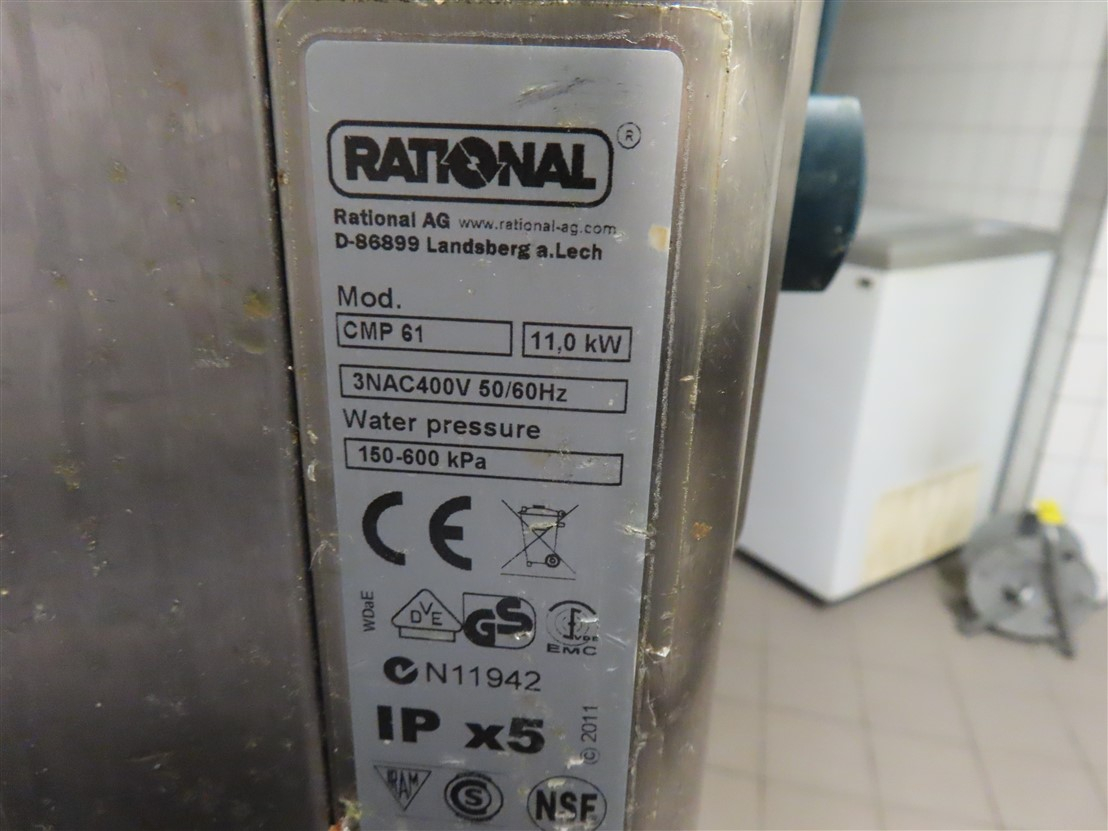 RATIONAL ®
Rational AG www.rational-ag.com
D-86899 Landsberg a.Lech
Mod.
CMP 61 11,0 kW
3NAC400V 50/60Hz
Water pressure
150-600 kPa
CE
WDaE DVE GS VDE
EMC
N11942
IP x5 © 2011
IRAM S NSF